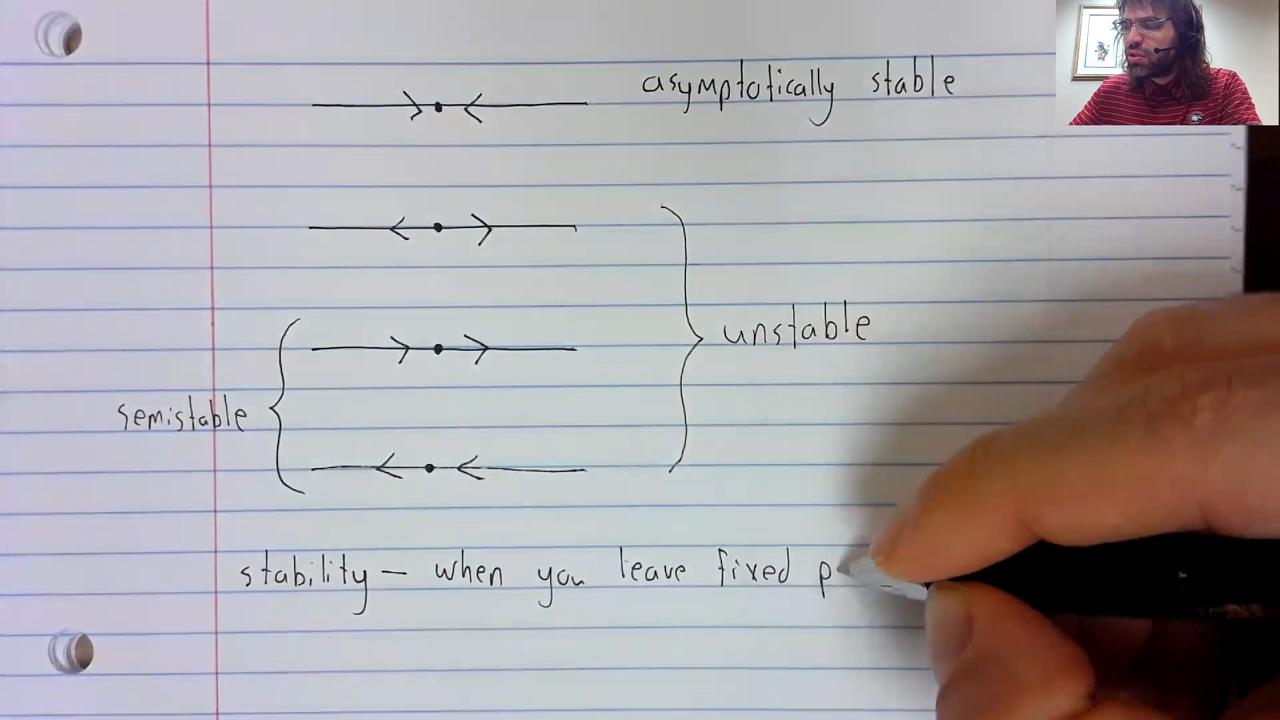 asymptotically stable
unstable
semistable
stability — when you leave fixed p